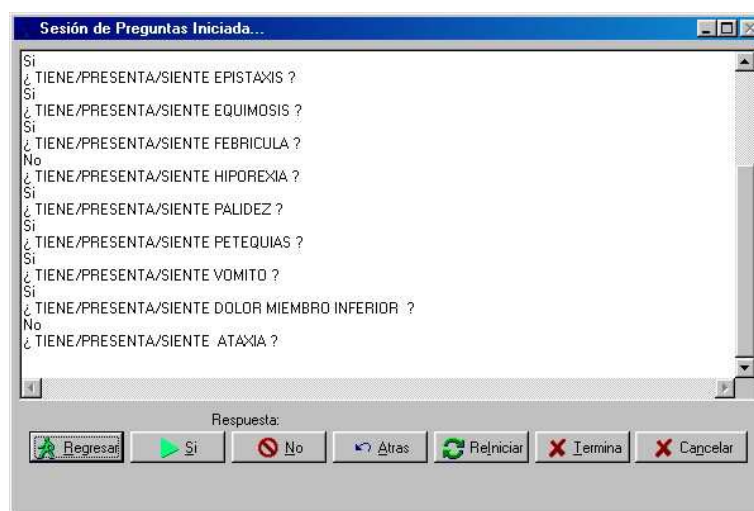 Sesión de Preguntas Iniciada...
Si
¿ TIENE/PRESENTA/SIENTE EPISTAXIS ?
Si
¿ TIENE/PRESENTA/SIENTE EQUIMOSIS ?
Si
¿ TIENE/PRESENTA/SIENTE FEBRICULA ?
No
¿ TIENE/PRESENTA/SIENTE HIPOREXIA ?
Si
¿ TIENE/PRESENTA/SIENTE PALIDEZ ?
Si
¿ TIENE/PRESENTA/SIENTE PETEQUIAS ?
Si
¿ TIENE/PRESENTA/SIENTE VOMITO ?
Si
¿ TIENE/PRESENTA/SIENTE DOLOR MIEMBRO INFERIOR ?
No
¿ TIENE/PRESENTA/SIENTE ATAXIA ?
Respuesta:
Regresar Si No Atras ReIniciar Termina Cancelar